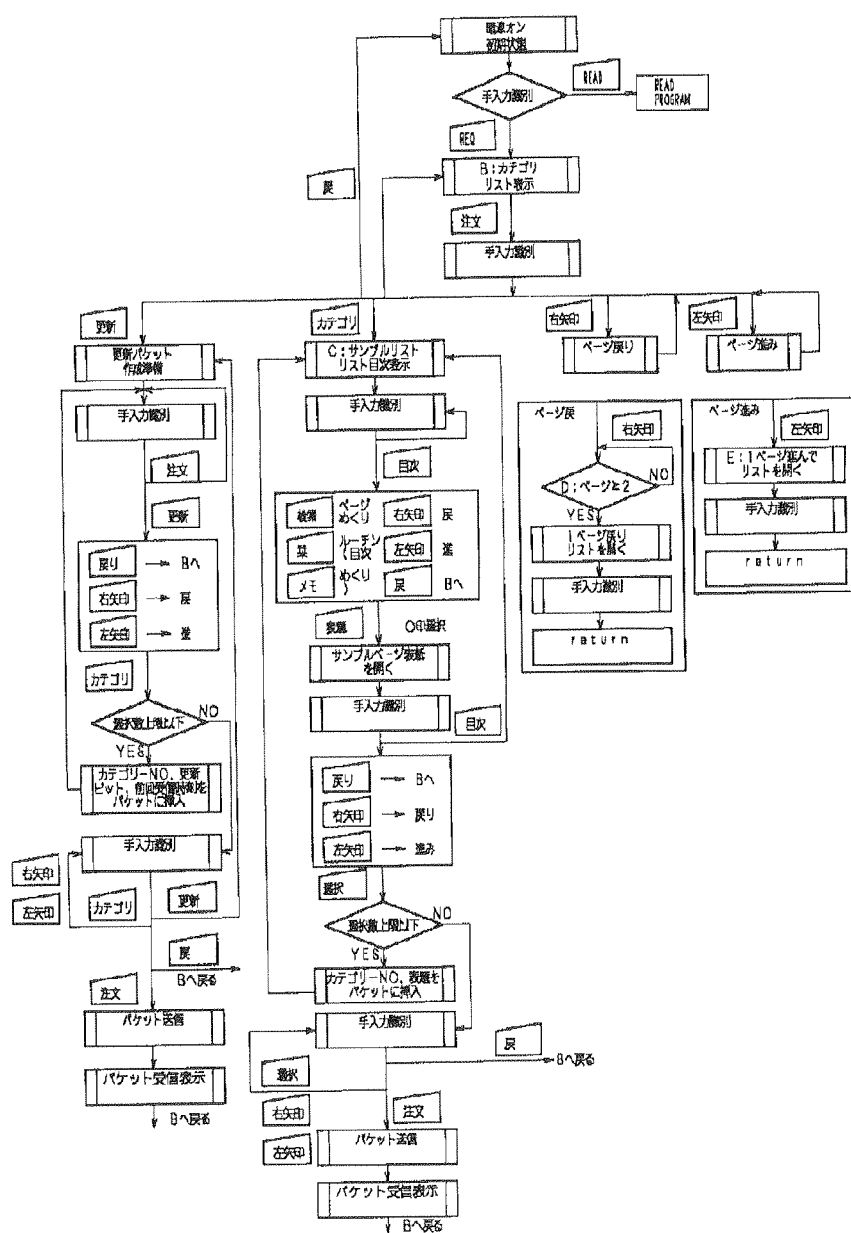 電源オン
初期状態
READ
手入力識別
READ
PROGRAM
REQ
B:カテゴリ
リスト表示
戻
注文
手入力識別
更新
カテゴリ
右矢印
左矢印
更新パケット
作成準備
C:サンプルリスト
リスト目次表示
ページ戻り
ページ進み
手入力識別
手入力識別
注文
目次
更新
ページ戻
右矢印
D:ページ≧2
NO
YES
1ページ戻り
リストを開く
手入力識別
return
ページ進み
左矢印
E:1ページ進んで
リストを開く
手入力識別
return
検索
ページ
めくり
右矢印
戻
栞
ルーチン
(目次
左矢印
進
メモ
めくり
)
戻
Bへ
戻り
Bへ
右矢印
戻
左矢印
進
カテゴリ
表題
○印選択
サンプルページ表紙
を開く
手入力識別
目次
選択数上限以下
NO
YES
カテゴリーNO、更新
ビット、前回受信時刻を
パケットに挿入
手入力識別
右矢印
左矢印
カテゴリ
更新
戻
Bへ戻る
注文
パケット送信
パケット受信表示
Bへ戻る
戻り
Bへ
右矢印
戻り
左矢印
進み
選択
選択数上限以下
NO
YES
カテゴリーNO、表題を
パケットに挿入
手入力識別
戻
Bへ戻る
選択
右矢印
左矢印
注文
パケット送信
パケット受信表示
Bへ戻る